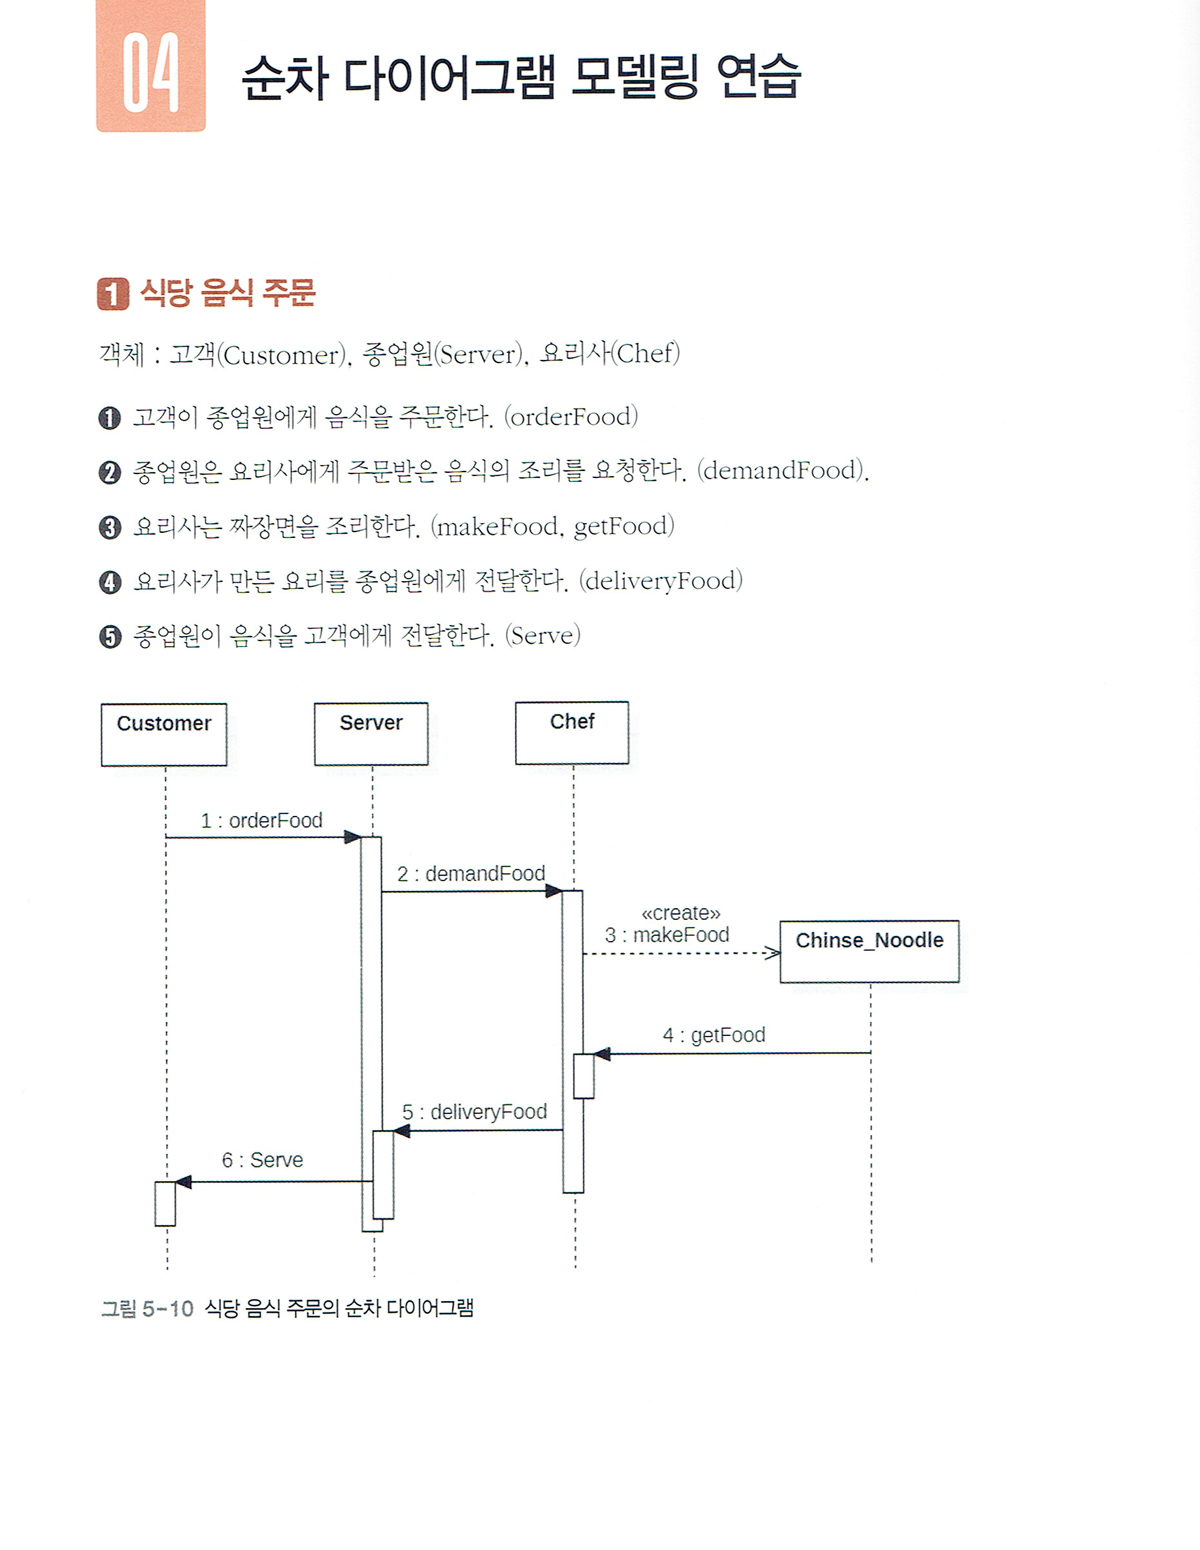 04
순차 다이어그램 모델링 연습
1 식당 음식 주문
객체 : 고객(Customer), 종업원(Server), 요리사(Chef)
❶ 고객이 종업원에게 음식을 주문한다. (orderFood)
❷ 종업원은 요리사에게 주문받은 음식의 조리를 요청한다. (demandFood).
❸ 요리사는 짜장면을 조리한다. (makeFood, getFood)
❹ 요리사가 만든 요리를 종업원에게 전달한다. (deliveryFood)
❺ 종업원이 음식을 고객에게 전달한다. (Serve)
Customer
Server
Chef
1 : orderFood
2 : demandFood
«create»
3 : makeFood
Chinse_Noodle
4 : getFood
5 : deliveryFood
6 : Serve
그림 5-10 식당 음식 주문의 순차 다이어그램